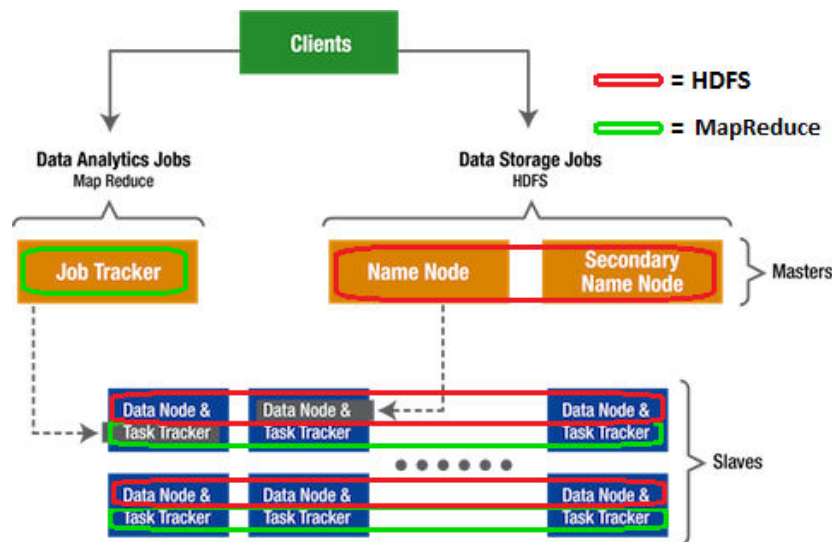 Clients
= HDFS
= MapReduce
Data Analytics Jobs
Map Reduce
Data Storage Jobs
HDFS
Job Tracker
Name Node
Secondary
Name Node
Masters
Data Node &
Task Tracker
Data Node &
Task Tracker
Data Node &
Task Tracker
Slaves
Data Node &
Task Tracker
Data Node &
Task Tracker
Data Node &
Task Tracker